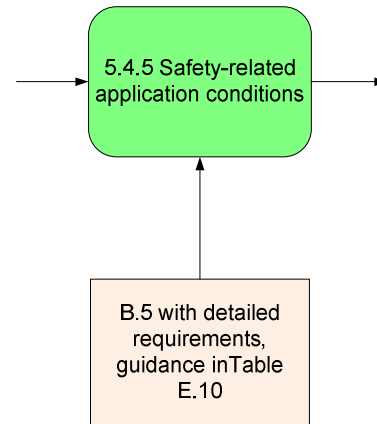 5.4.5 Safety-related
application conditions
B.5 with detailed
requirements,
guidance inTable
E.10